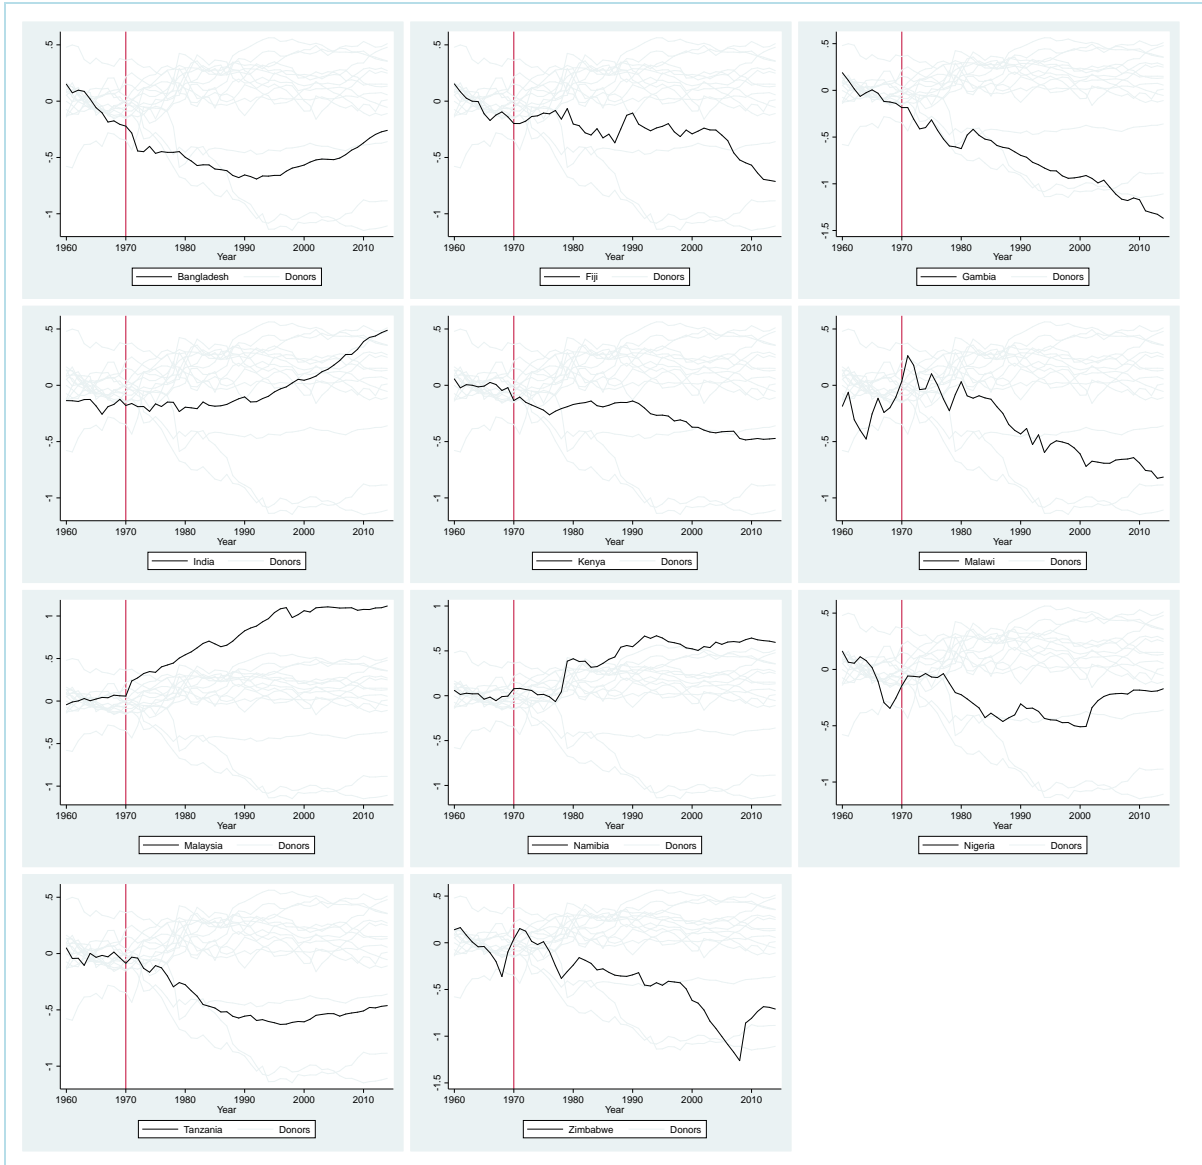 .5
0
-.5
-1
1960 1970 1980 1990 2000 2010
Year
Bangladesh Donors
.5
0
-.5
-1
1960 1970 1980 1990 2000 2010
Year
Fiji Donors
.5
0
-.5
-1
-1.5
1960 1970 1980 1990 2000 2010
Year
Gambia Donors
.5
0
-.5
-1
1960 1970 1980 1990 2000 2010
Year
India Donors
.5
0
-.5
-1
1960 1970 1980 1990 2000 2010
Year
Kenya Donors
.5
0
-.5
-1
1960 1970 1980 1990 2000 2010
Year
Malawi Donors
1
.5
0
-.5
-1
1960 1970 1980 1990 2000 2010
Year
Malaysia Donors
1
.5
0
-.5
-1
1960 1970 1980 1990 2000 2010
Year
Namibia Donors
.5
0
-.5
-1
1960 1970 1980 1990 2000 2010
Year
Nigeria Donors
.5
0
-.5
-1
1960 1970 1980 1990 2000 2010
Year
Tanzania Donors
.5
0
-.5
-1
-1.5
1960 1970 1980 1990 2000 2010
Year
Zimbabwe Donors